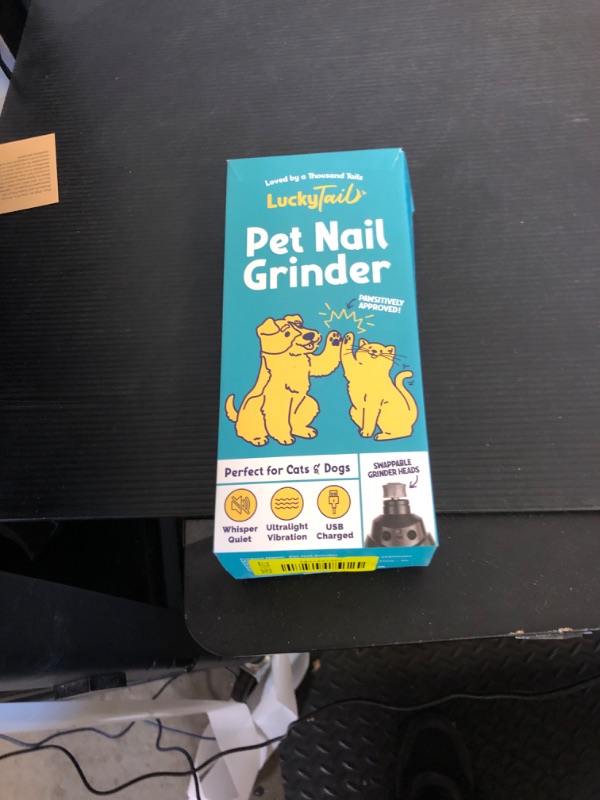 Loved by a Thousand Tails
LuckyTail
Pet Nail
Grinder
PAWSITIVELY
APPROVED!
Perfect for Cats & Dogs
SWAPPABLE
GRINDER HEADS
Whisper
Quiet
Ultralight
Vibration
USB
Charged